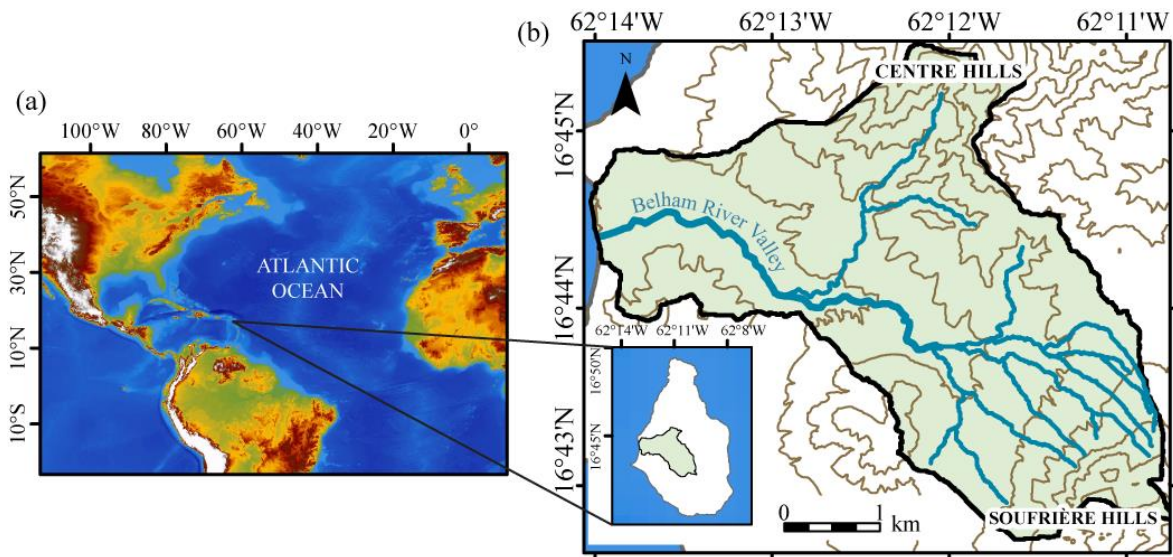 (a)
100°W 80°W 60°W 40°W 20°W 0°
50°N
30°N
10°N
10°S
ATLANTIC
OCEAN
(b)
62°14'W 62°13'W 62°12'W 62°11'W
16°45'N
16°44'N
16°43'N
N
CENTRE HILLS
Belham River Valley
SOUFRIÈRE HILLS
62°14'W 62°11'W 62°8'W
16°50'N
16°45'N
0 1
km